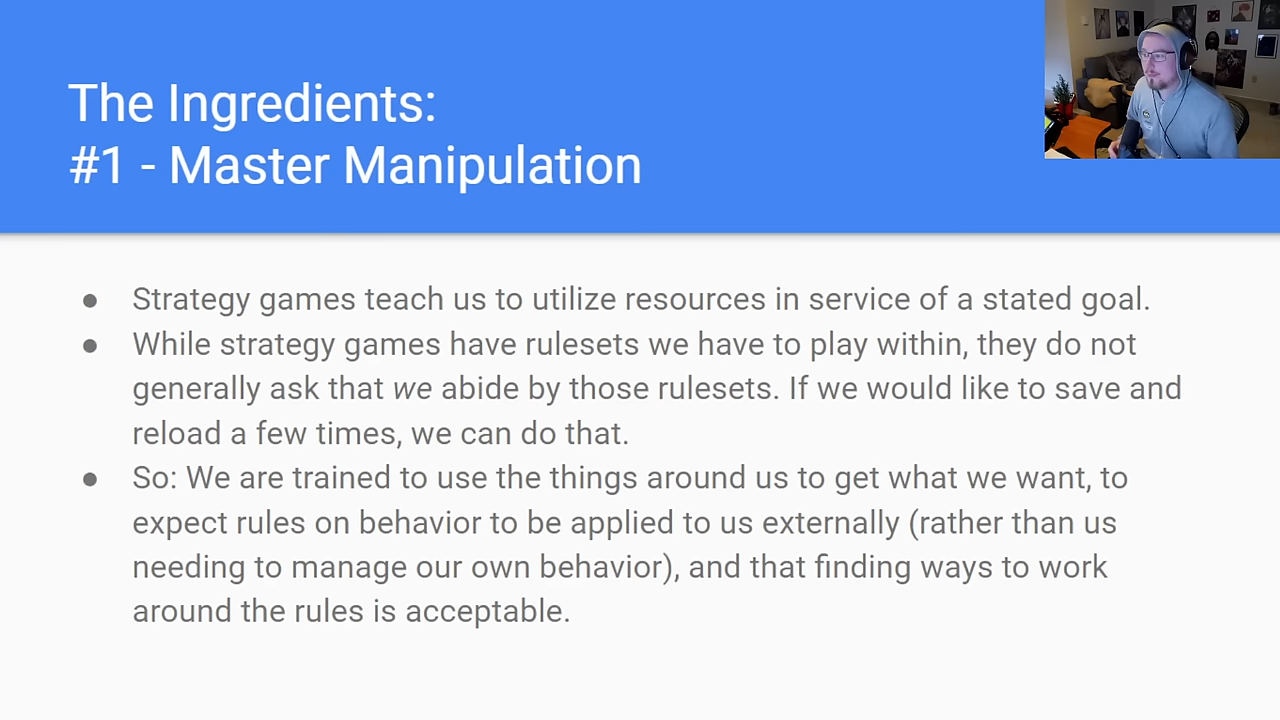 The Ingredients:
#1 - Master Manipulation
● Strategy games teach us to utilize resources in service of a stated goal.
● While strategy games have rulesets we have to play within, they do not
generally ask that we abide by those rulesets. If we would like to save and
reload a few times, we can do that.
● So: We are trained to use the things around us to get what we want, to
expect rules on behavior to be applied to us externally (rather than us
needing to manage our own behavior), and that finding ways to work
around the rules is acceptable.